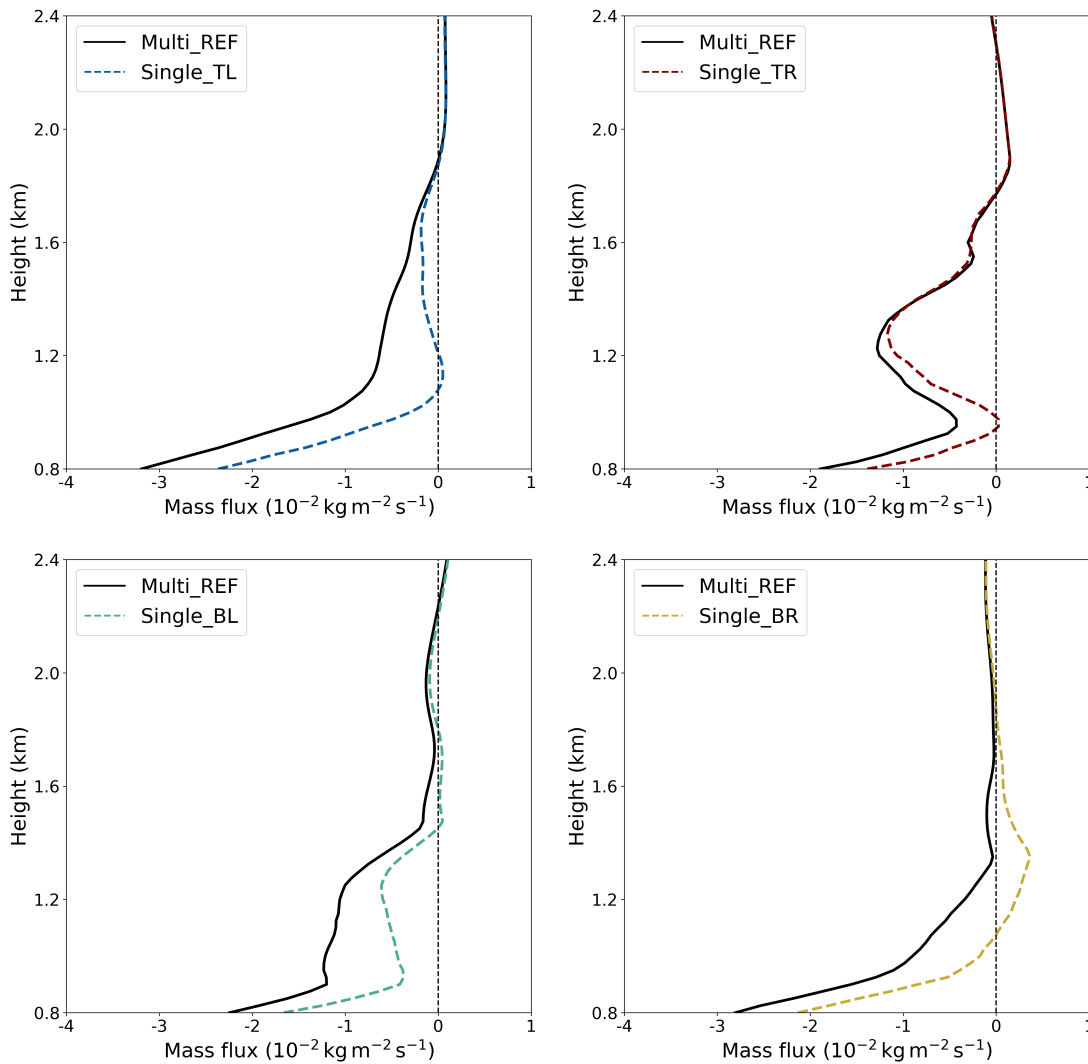 Multi_REF
Single_TL
2.4
2.0
1.6
1.2
0.8
Height (km)
-4 -3 -2 -1 0 1
Mass flux (10⁻² kg m⁻² s⁻¹)
Multi_REF
Single_TR
2.4
2.0
1.6
1.2
0.8
Height (km)
-4 -3 -2 -1 0 1
Mass flux (10⁻² kg m⁻² s⁻¹)
Multi_REF
Single_BL
2.4
2.0
1.6
1.2
0.8
Height (km)
-4 -3 -2 -1 0 1
Mass flux (10⁻² kg m⁻² s⁻¹)
Multi_REF
Single_BR
2.4
2.0
1.6
1.2
0.8
Height (km)
-4 -3 -2 -1 0 1
Mass flux (10⁻² kg m⁻² s⁻¹)